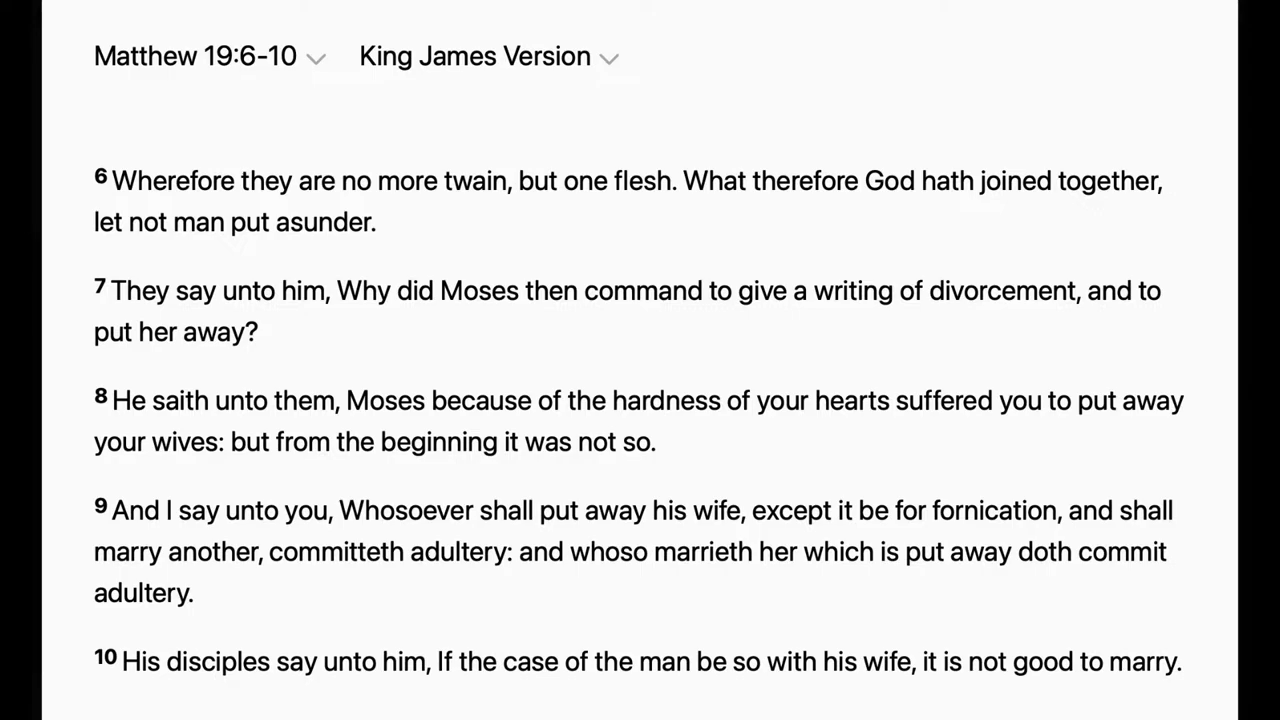 Matthew 19:6-10 King James Version
6 Wherefore they are no more twain, but one flesh. What therefore God hath joined together,
let not man put asunder.
7 They say unto him, Why did Moses then command to give a writing of divorcement, and to
put her away?
8 He saith unto them, Moses because of the hardness of your hearts suffered you to put away
your wives: but from the beginning it was not so.
9 And I say unto you, Whosoever shall put away his wife, except it be for fornication, and shall
marry another, committeth adultery: and whoso marrieth her which is put away doth commit
adultery.
10 His disciples say unto him, If the case of the man be so with his wife, it is not good to marry.